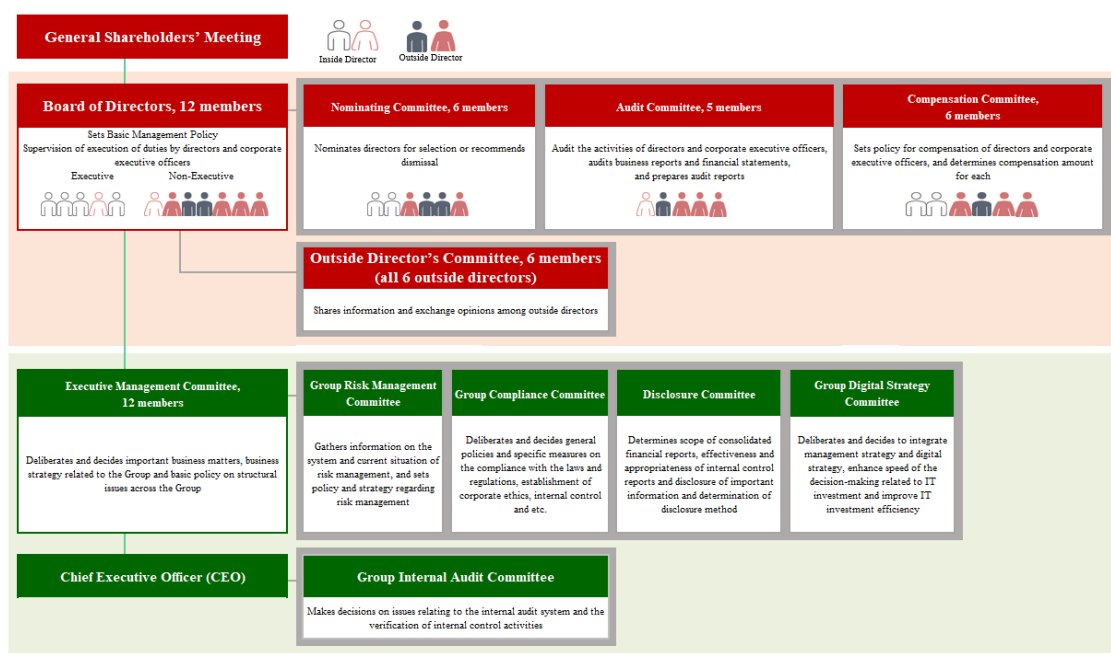 General Shareholders' Meeting
Inside Director
Outside Director
Board of Directors, 12 members
Sets Basic Management Policy
Supervision of execution of duties by directors and corporate
executive officers
Executive
Non-Executive
Nominating Committee, 6 members
Nominates directors for selection or recommends
dismissal
Audit Committee, 5 members
Audit the activities of directors and corporate executive officers,
audits business reports and financial statements,
and prepares audit reports
Compensation Committee,
6 members
Sets policy for compensation of directors and corporate
executive officers, and determines compensation amount
for each
Outside Director's Committee, 6 members
(all 6 outside directors)
Shares information and exchange opinions among outside directors
Executive Management Committee,
12 members
Deliberates and decides important business matters, business
strategy related to the Group and basic policy on structural
issues across the Group
Group Risk Management
Committee
Gathers information on the
system and current situation of
risk management, and sets
policy and strategy regarding
risk management
Group Compliance Committee
Deliberates and decides general
policies and specific measures on
the compliance with the laws and
regulations, establishment of
corporate ethics, internal control
and etc.
Disclosure Committee
Determines scope of consolidated
financial reports, effectiveness and
appropriateness of internal control
reports and disclosure of important
information and determination of
disclosure method
Group Digital Strategy
Committee
Deliberates and decides to integrate
management strategy and digital
strategy, enhance speed of the
decision-making related to IT
investment and improve IT
investment efficiency
Chief Executive Officer (CEO)
Group Internal Audit Committee
Makes decisions on issues relating to the internal audit system and the
verification of internal control activities